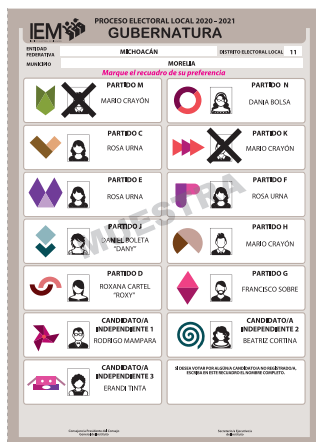 IEM
PROCESO ELECTORAL LOCAL 2020 – 2021
GUBERNATURA
ENTIDAD FEDERATIVA MICHOACÁN DISTRITO ELECTORAL LOCAL 11
MUNICIPIO MORELIA
Marque el recuadro de su preferencia
PARTIDO M
MARIO CRAYÓN
PARTIDO N
DANIA BOLSA
PARTIDO C
ROSA URNA
PARTIDO K
MARIO CRAYÓN
PARTIDO E
ROSA URNA
PARTIDO F
ROSA URNA
PARTIDO J
DANIEL BOLETA
"DANY"
PARTIDO H
MARIO CRAYÓN
PARTIDO D
ROXANA CARTEL
"ROXY"
PARTIDO G
FRANCISCO SOBRE
CANDIDATO/A
INDEPENDIENTE 1
RODRIGO MAMPARA
CANDIDATO/A
INDEPENDIENTE 2
BEATRIZ CORTINA
CANDIDATO/A
INDEPENDIENTE 3
ERANDI TINTA
SI DESEA VOTAR POR ALGÚN/A CANDIDATO/A NO REGISTRADO/A,
ESCRIBA EN ESTE RECUADRO EL NOMBRE COMPLETO.
MUESTRA